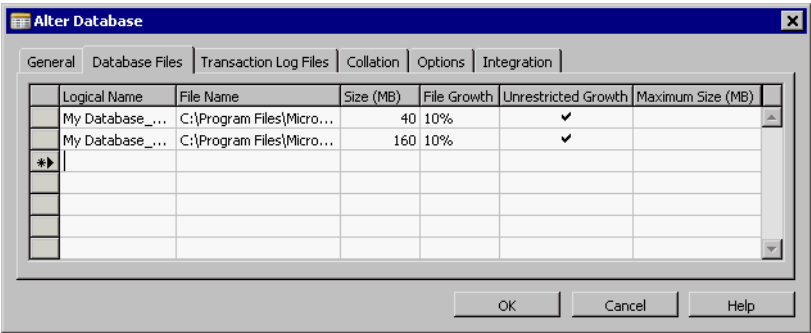 Alter Database
General Database Files Transaction Log Files Collation Options Integration
Logical Name File Name Size (MB) File Growth Unrestricted Growth Maximum Size (MB)
My Database_... C:\Program Files\Micro... 40 10% ✔
My Database_... C:\Program Files\Micro... 160 10% ✔
OK Cancel Help